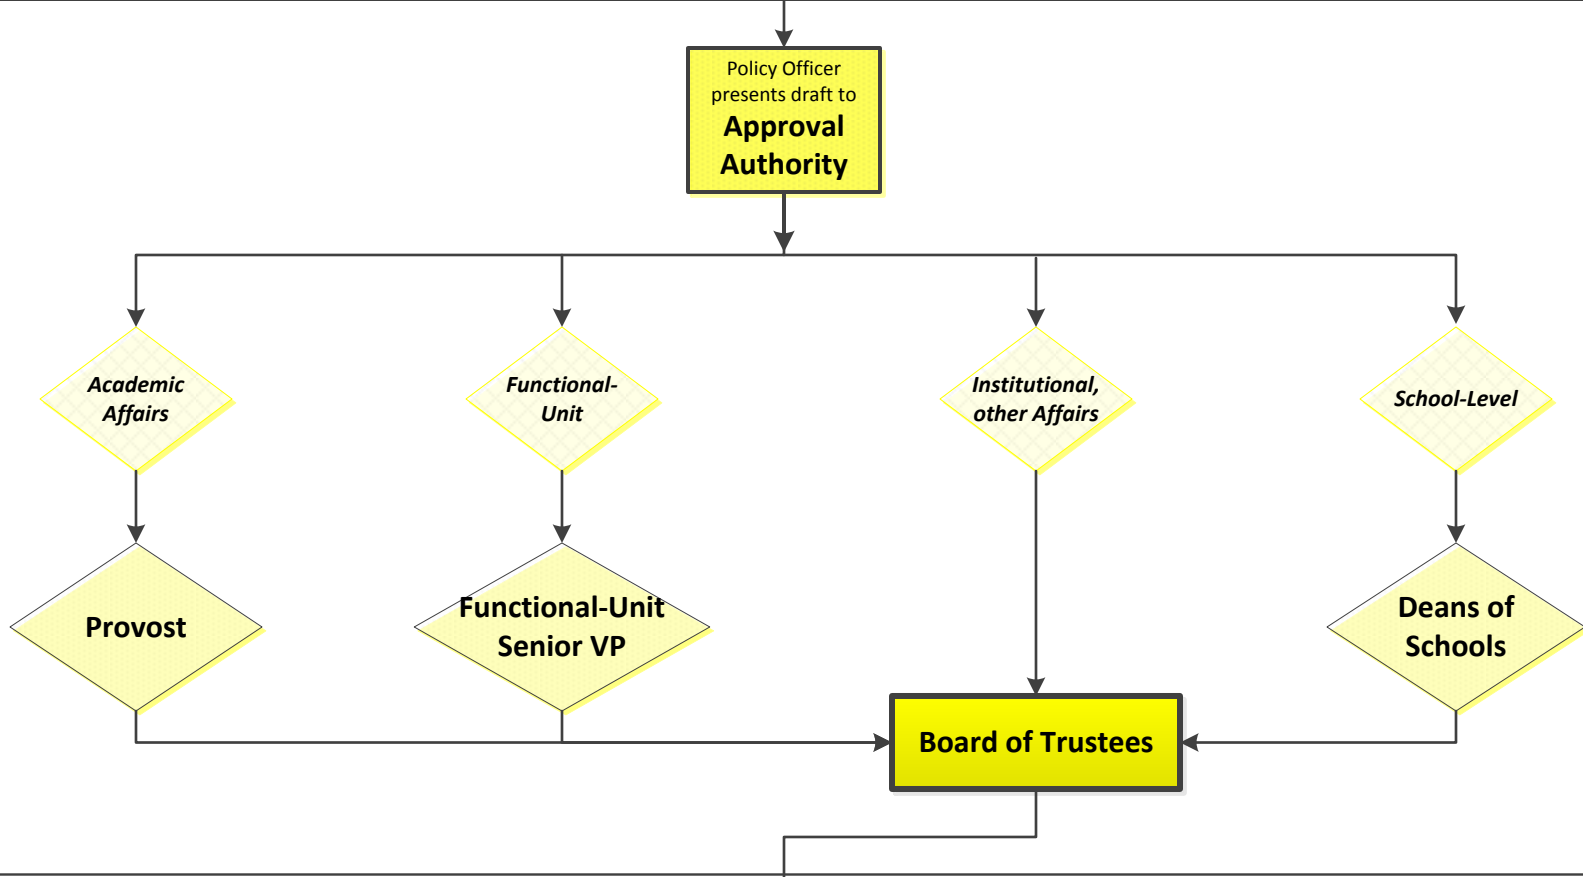 Policy Officer
presents draft to
Approval
Authority
Academic
Affairs
Functional-
Unit
Institutional,
other Affairs
School-Level
Provost
Functional-Unit
Senior VP
Deans of
Schools
Board of Trustees